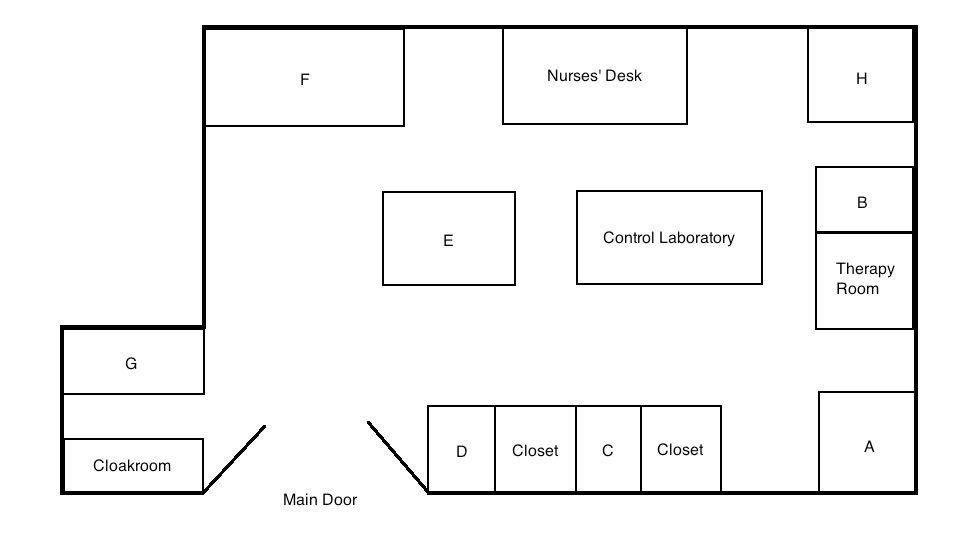 F
Nurses' Desk
H
E
Control Laboratory
B
Therapy
Room
G
Cloakroom
Main Door
D
Closet
C
Closet
A